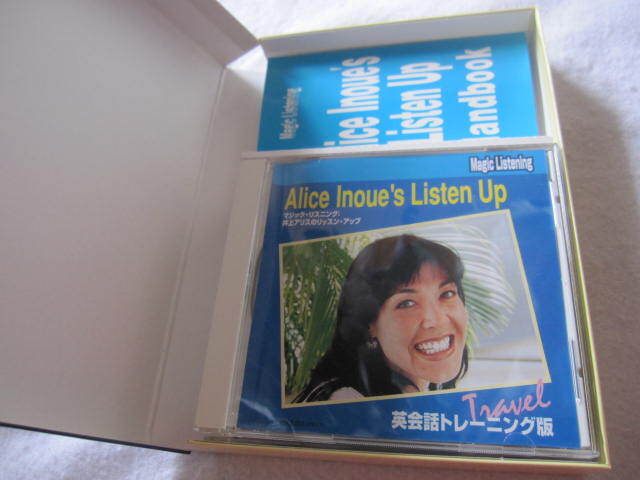 Magic Listening
lice Inoue's
Listen Up
andbook
Magic Listening
Alice Inoue's Listen Up
マジック・リスニング:
井上アリスのリッスン・アップ
Travel
英会話トレーニング版